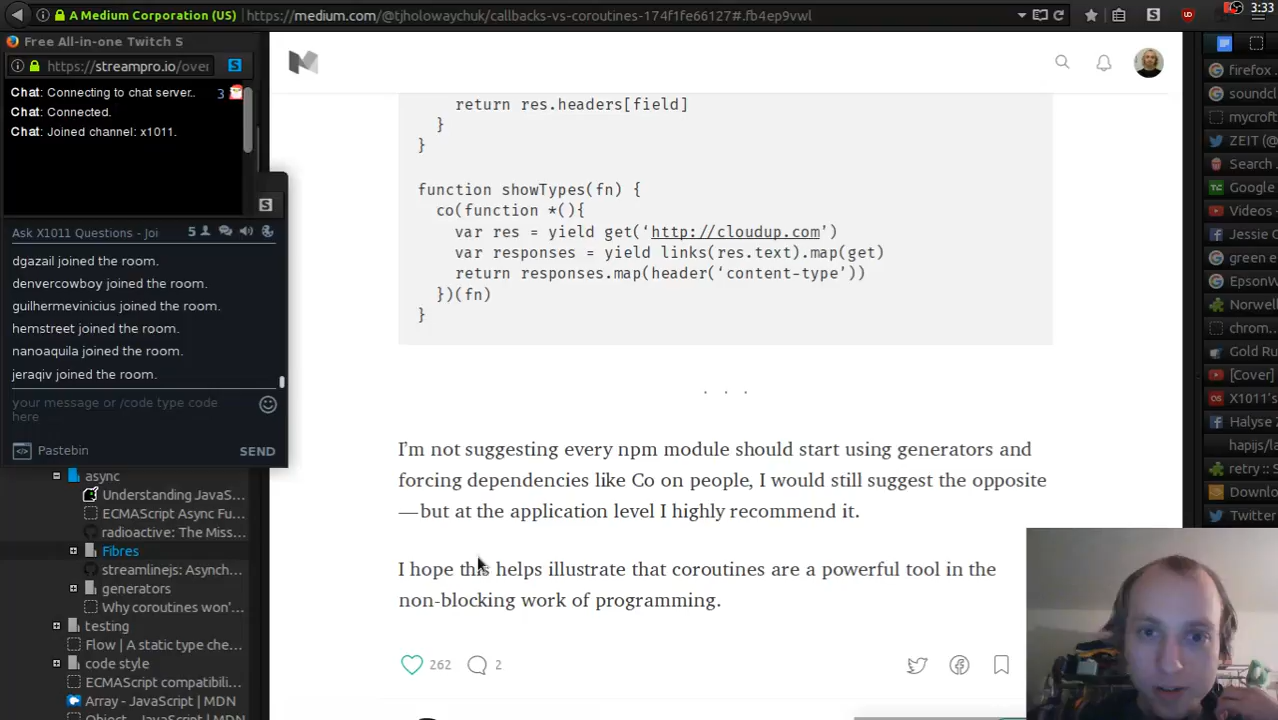 A Medium Corporation (US)
https://medium.com/@tjholowaychuk/callbacks-vs-coroutines-174f1fe66127#.fb4ep9vwl
3:33
Free All-in-one Twitch S
https://streampro.io/over
Chat: Connecting to chat server..
3
Chat: Connected.
Chat: Joined channel: x1011.
Ask X1011 Questions - Joi
5
dgazail joined the room.
denvercowboy joined the room.
guilhermevinicius joined the room.
hemstreet joined the room.
nanoaquila joined the room.
jeraqiv joined the room.
your message or /code type code
here
Pastebin
SEND
async
Understanding JavaS...
ECMAScript Async Fu...
radioactive: The Miss...
Fibres
streamlinejs: Asynch...
generators
Why coroutines won'...
testing
Flow | A static type che...
code style
ECMAScript compatibili...
Array - JavaScript | MDN
Object - JavaScript | MDN
return res.headers[field]
}
}
function showTypes(fn) {
co(function *(){
var res = yield get(‘http://cloudup.com’)
var responses = yield links(res.text).map(get)
return responses.map(header(‘content-type’))
})(fn)
}
. . .
I’m not suggesting every npm module should start using generators and
forcing dependencies like Co on people, I would still suggest the opposite
—but at the application level I highly recommend it.
I hope this helps illustrate that coroutines are a powerful tool in the
non-blocking work of programming.
262
2
firefox
soundcl
mycroft
ZEIT (@
Search
Google
Videos -
Jessie C
green e
EpsonW
Norwell
chrom...
Gold Ru
[Cover]
X1011's
Halyse
hapijs/la
retry :: S
Downlo
Twitter